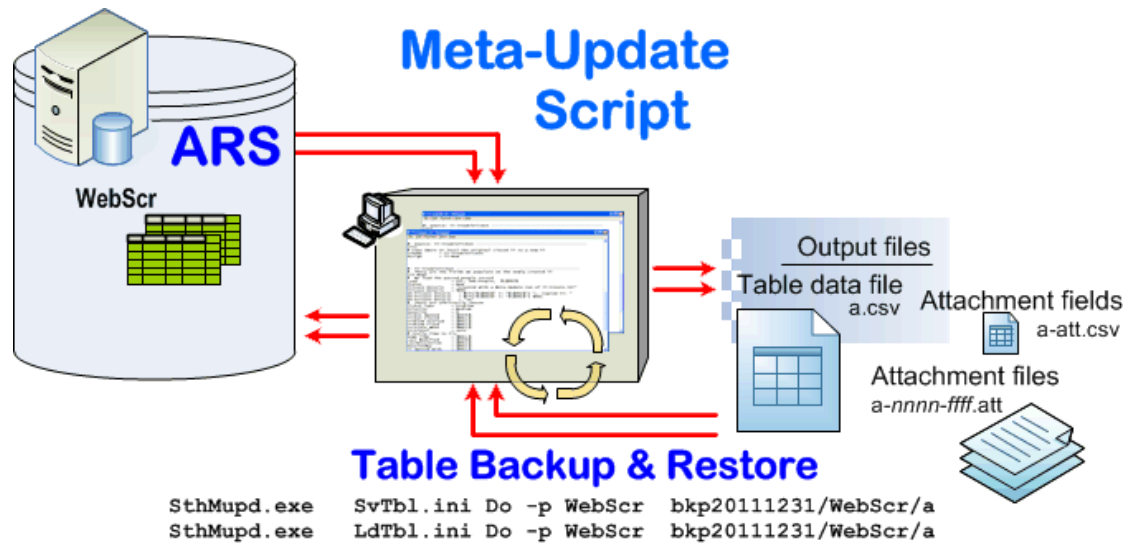 Meta-Update
Script
ARS
WebScr
Output files
Table data file
a.csv
Attachment fields
a-att.csv
Attachment files
a-nnnn-ffff.att
Table Backup & Restore
SthMupd.exe SvTbl.ini Do -p WebScr bkp20111231/WebScr/a
SthMupd.exe LdTbl.ini Do -p WebScr bkp20111231/WebScr/a